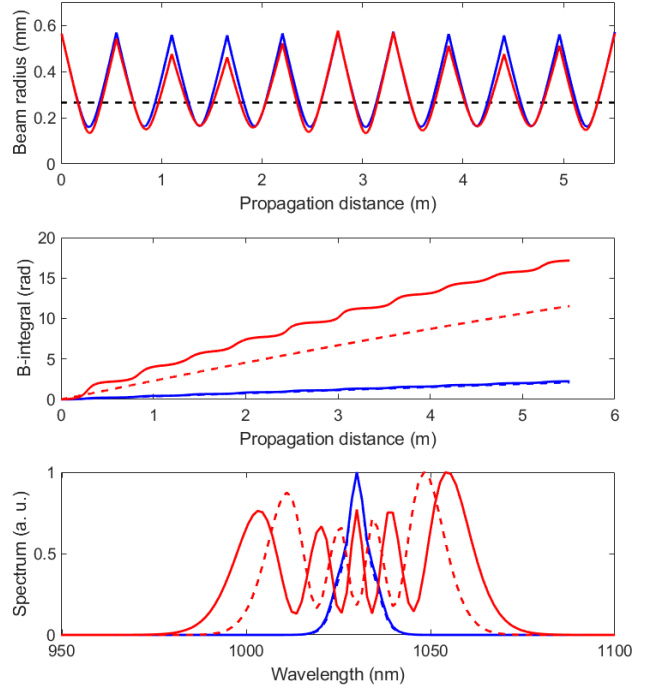 0.6
0.4
0.2
0
0 1 2 3 4 5
Beam radius (mm)
Propagation distance (m)
20
15
10
5
0
0 1 2 3 4 5 6
B-integral (rad)
Propagation distance (m)
1
0.5
0
950 1000 1050 1100
Spectrum (a. u.)
Wavelength (nm)